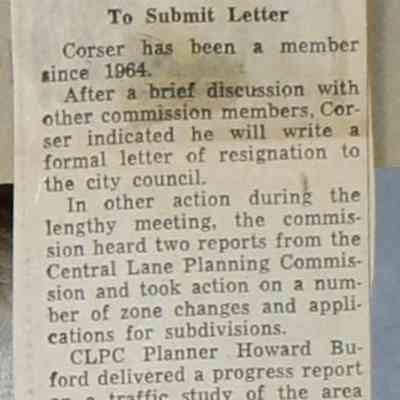 To Submit Letter
Corser has been a member
since 1964.
After a brief discussion with
other commission members, Cor-
ser indicated he will write a
formal letter of resignation to
the city council.
In other action during the
lengthy meeting, the commis-
sion heard two reports from the
Central Lane Planning Commis-
sion and took action on a num-
ber of zone changes and appli-
cations for subdivisions.
CLPC Planner Howard Bu-
ford delivered a progress report
on a traffic study of the area